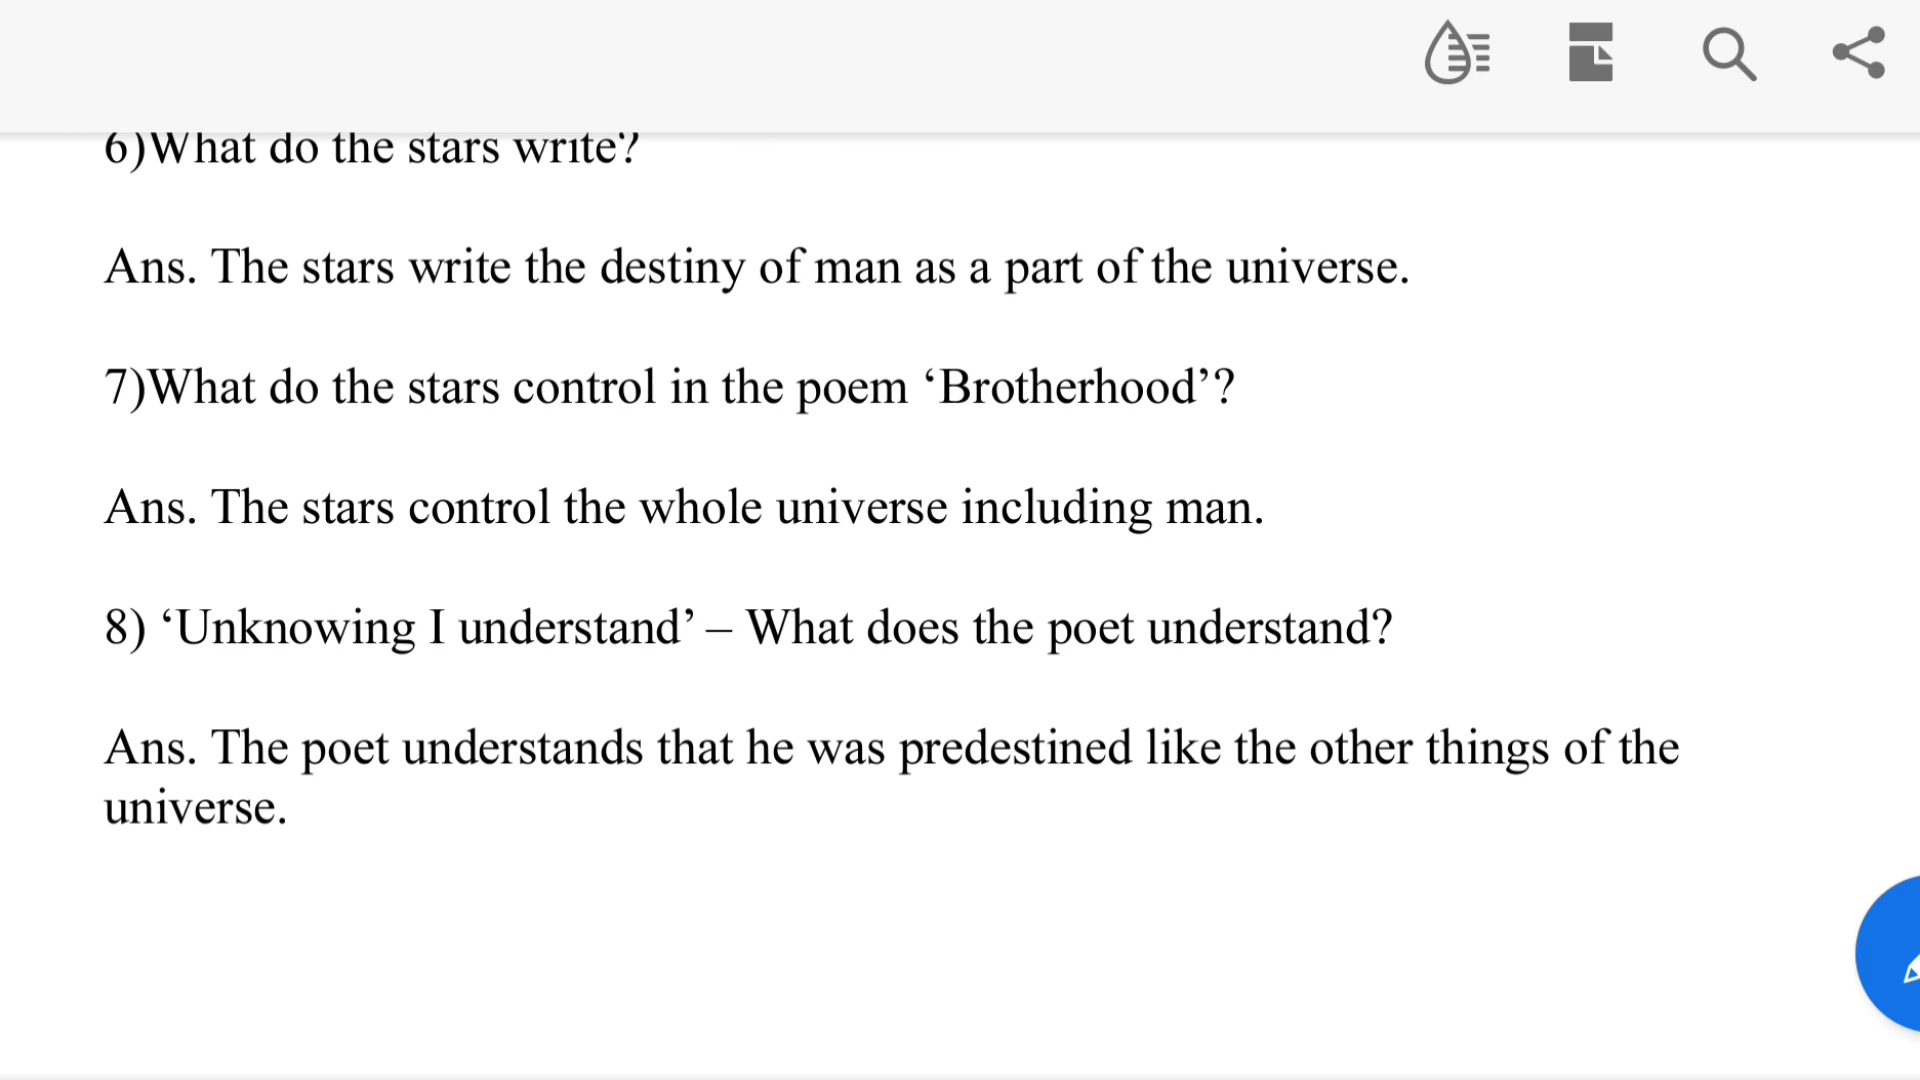 6)What do the stars write?
Ans. The stars write the destiny of man as a part of the universe.
7)What do the stars control in the poem ‘Brotherhood’?
Ans. The stars control the whole universe including man.
8) ‘Unknowing I understand’ – What does the poet understand?
Ans. The poet understands that he was predestined like the other things of the
universe.